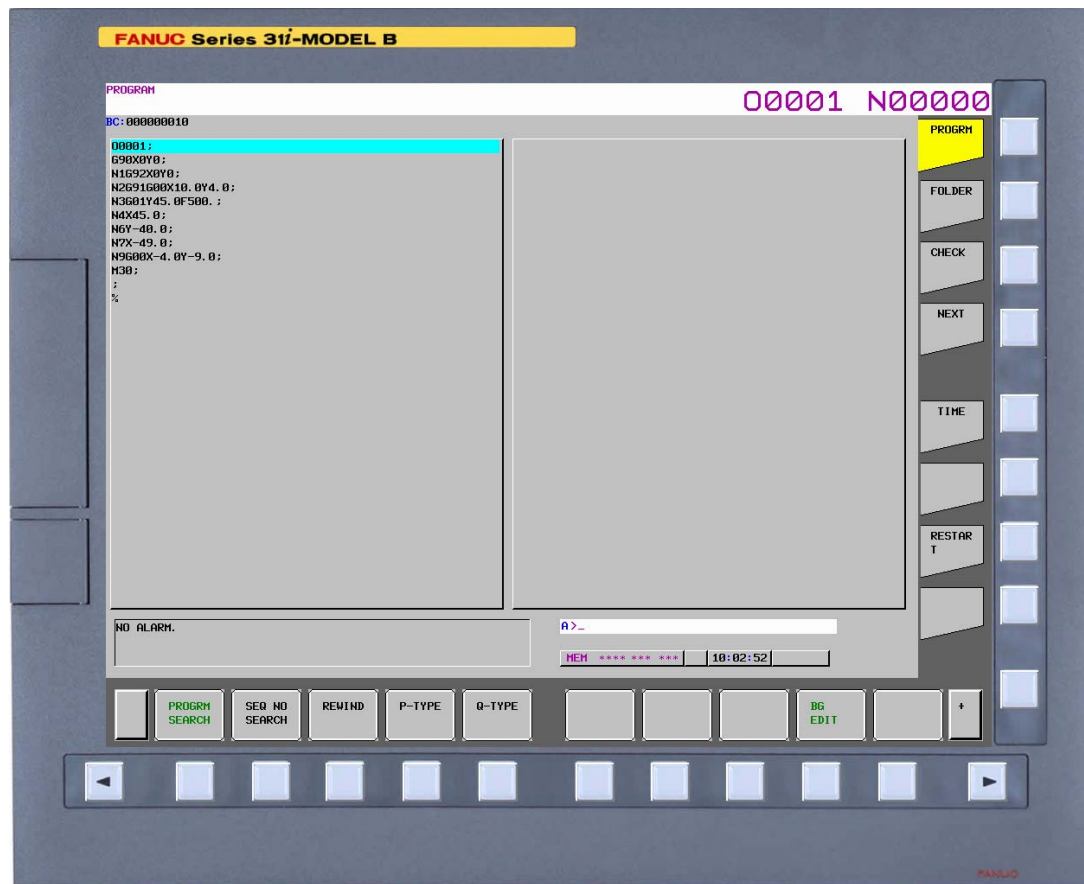 FANUC Series 31i-MODEL B
PROGRAM
O0001 N00000
BC:000000010
O0001;
G90X0Y0;
N1G92X0Y0;
N2G91G00X10.0Y4.0;
N3G01Y45.0F500.;
N4X45.0;
N6Y-40.0;
N7X-49.0;
N9G00X-4.0Y-9.0;
M30;
;
%
PROGRM
FOLDER
CHECK
NEXT
TIME
RESTAR
T
NO ALARM.
A>_
MEM **** *** *** 10:02:52
PROGRM
SEARCH
SEQ NO
SEARCH
REWIND
P-TYPE
Q-TYPE
BG
EDIT
+
FANUC